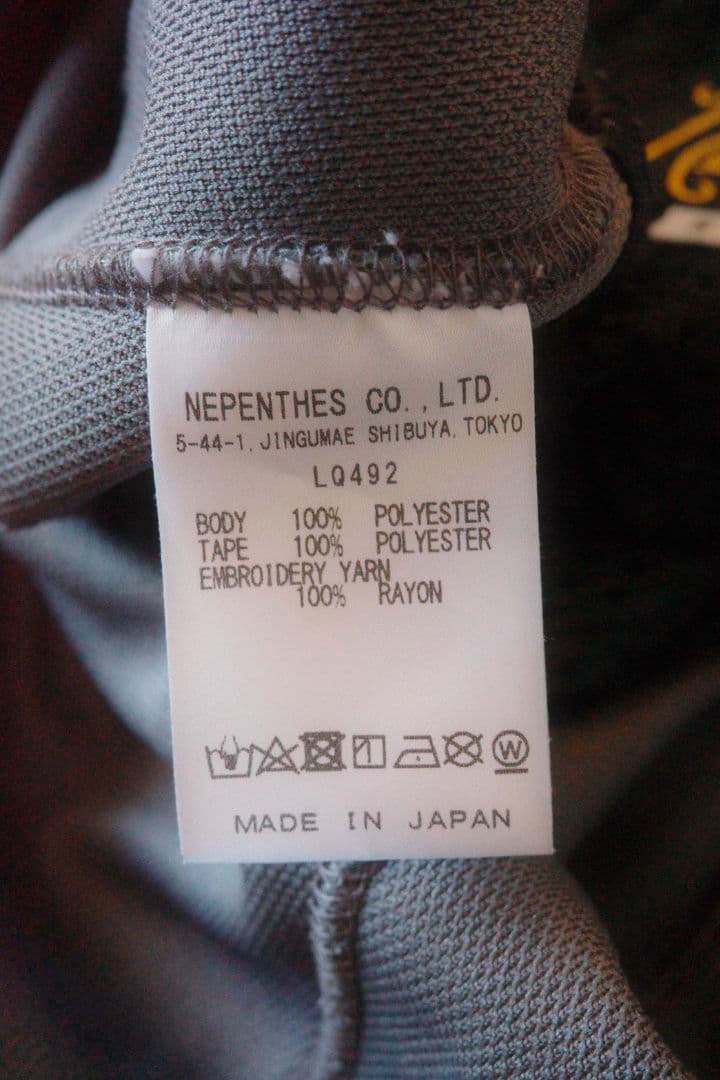 NEPENTHES CO., LTD.
5-44-1, JINGUMAE SHIBUYA, TOKYO
LQ492
BODY 100% POLYESTER
TAPE 100% POLYESTER
EMBROIDERY YARN
100% RAYON
W
MADE IN JAPAN